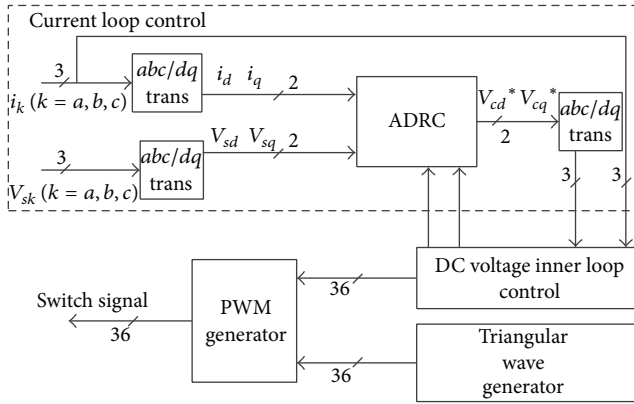 Current loop control
3
i_k (k = a, b, c)
abc/dq
trans
i_d i_q
2
ADRC
V_cd* V_cq*
2
abc/dq
trans
3
V_sk (k = a, b, c)
abc/dq
trans
V_sd V_sq
2
3
3
DC voltage inner loop
control
36
PWM
generator
Switch signal
36
36
Triangular
wave
generator